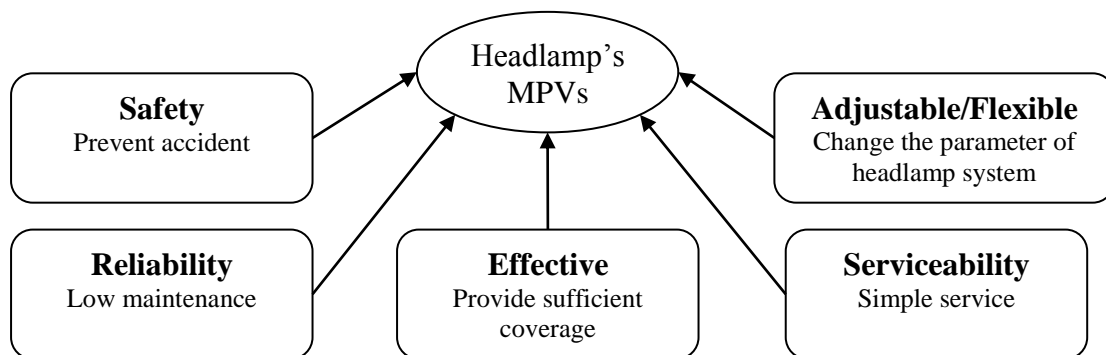 Headlamp’s
MPVs
Safety
Prevent accident
Adjustable/Flexible
Change the parameter of
headlamp system
Reliability
Low maintenance
Effective
Provide sufficient
coverage
Serviceability
Simple service